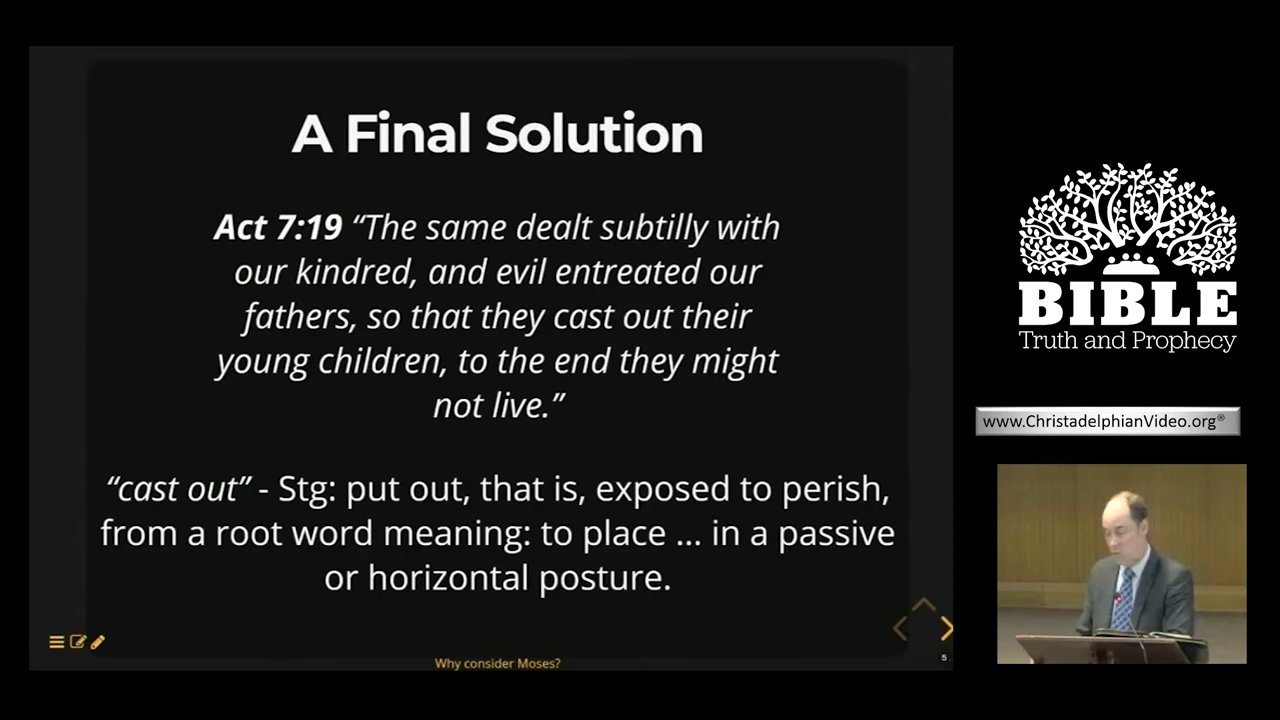 A Final Solution
Act 7:19 “The same dealt subtilly with
our kindred, and evil entreated our
fathers, so that they cast out their
young children, to the end they might
not live.”
“cast out” - Stg: put out, that is, exposed to perish,
from a root word meaning: to place ... in a passive
or horizontal posture.
Why consider Moses?
5
BIBLE
Truth and Prophecy
www.ChristadelphianVideo.org®